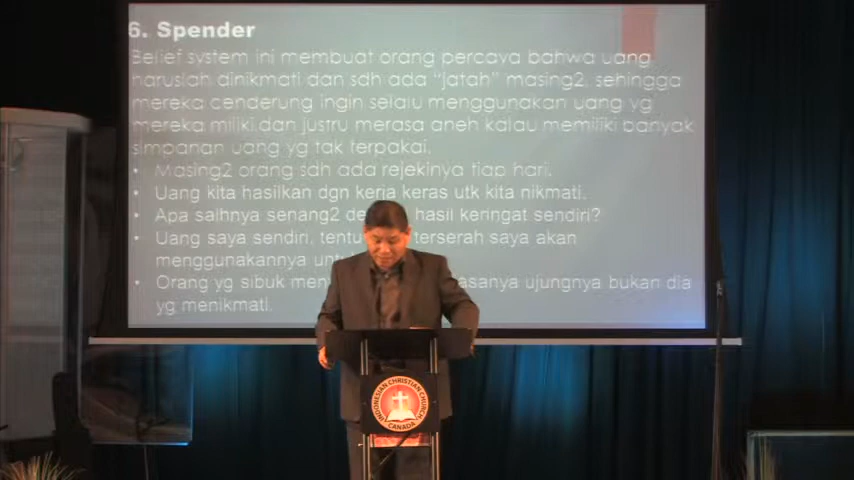 6. Spender
Belief system ini membuat orang percaya bahwa uang
haruslah dinikmati dan sdh ada "jatah" masing2, sehingga
mereka cenderung ingin selalu menggunakan uang yg
mereka miliki dan justru merasa aneh kalau memiliki banyak
simpanan uang yg tak terpakai.
• Masing2 orang sdh ada rejekinya tiap hari.
• Uang kita hasilkan dgn kerja keras utk kita nikmati.
• Apa salhnya senang2 de hasil keringat sendiri?
• Uang saya sendiri, tentu terserah saya akan
menggunakannya un
• Orang yg sibuk men asanya ujungnya bukan dia
yg menikmati.
INDONESIAN CHRISTIAN CHURCH
CANADA